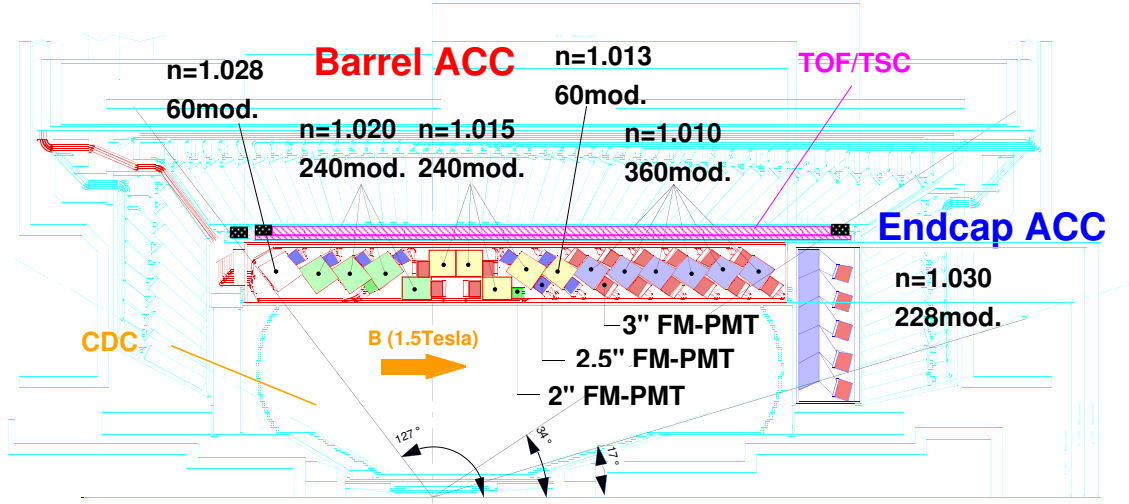 Barrel ACC
n=1.028
60mod.
n=1.013
60mod.
TOF/TSC
n=1.020
240mod.
n=1.015
240mod.
n=1.010
360mod.
Endcap ACC
n=1.030
228mod.
CDC
B (1.5Tesla)
3" FM-PMT
2.5" FM-PMT
2" FM-PMT
127°
34°
17°